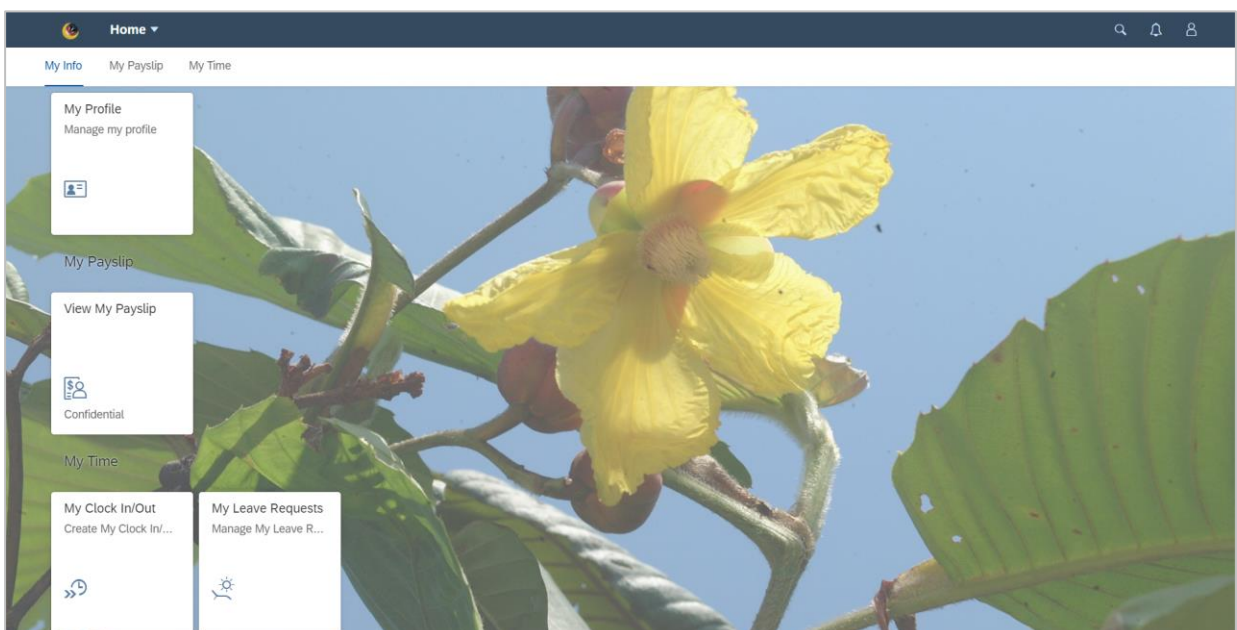 Home
My Info My Payslip My Time
My Profile
Manage my profile
My Payslip
View My Payslip
Confidential
My Time
My Clock In/Out
Create My Clock In/...
My Leave Requests
Manage My Leave R...